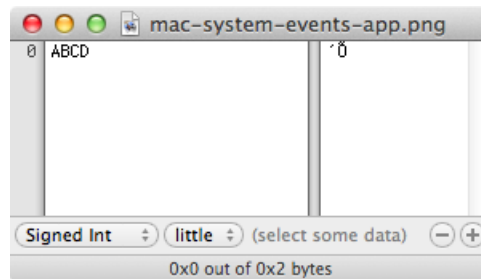 mac-system-events-app.png
0 ABCD ´Õ
Signed Int little (select some data)
0x0 out of 0x2 bytes